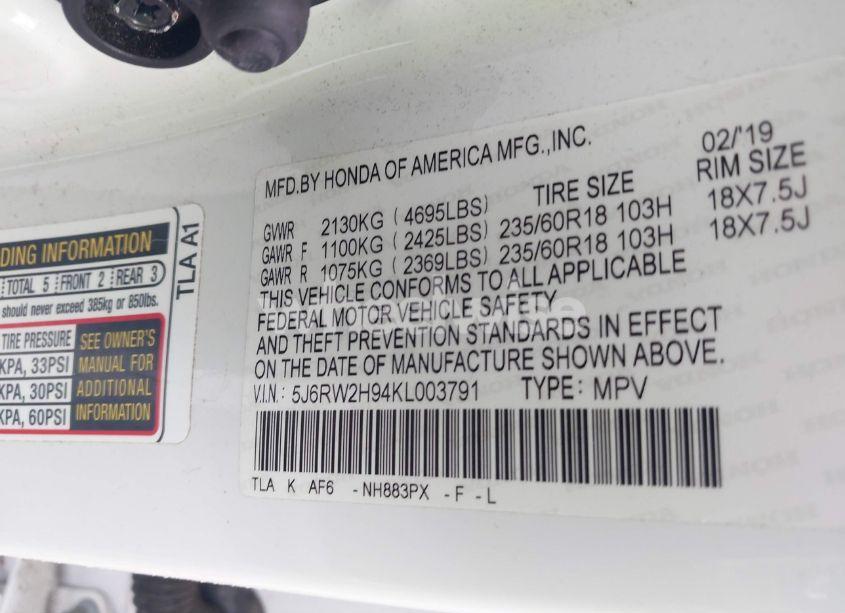 MFD.BY HONDA OF AMERICA MFG.,INC.
02/'19
GVWR 2130KG ( 4695LBS) TIRE SIZE RIM SIZE
GAWR F 1100KG ( 2425LBS) 235/60R18 103H 18X7.5J
GAWR R 1075KG ( 2369LBS) 235/60R18 103H 18X7.5J
THIS VEHICLE CONFORMS TO ALL APPLICABLE
FEDERAL MOTOR VEHICLE SAFETY
AND THEFT PREVENTION STANDARDS IN EFFECT
ON THE DATE OF MANUFACTURE SHOWN ABOVE.
V.I.N.: 5J6RW2H94KL003791 TYPE: MPV
TLA K AF6 -NH883PX -F -L
DING INFORMATION
TOTAL 5 FRONT 2 REAR 3
should never exceed 385kg or 850lbs.
TIRE PRESSURE
KPA, 33PSI
KPA, 30PSI
KPA, 60PSI
SEE OWNER'S
MANUAL FOR
ADDITIONAL
INFORMATION
TLA A1